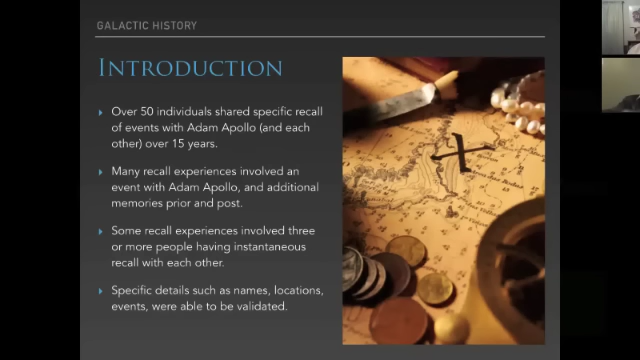 GALACTIC HISTORY
INTRODUCTION
Over 50 individuals shared specific recall
of events with Adam Apollo (and each
other) over 15 years.
Many recall experiences involved an
event with Adam Apollo, and additional
memories prior and post.
Some recall experiences involved three
or more people having instantaneous
recall with each other.
Specific details such as names, locations,
events, were able to be validated.